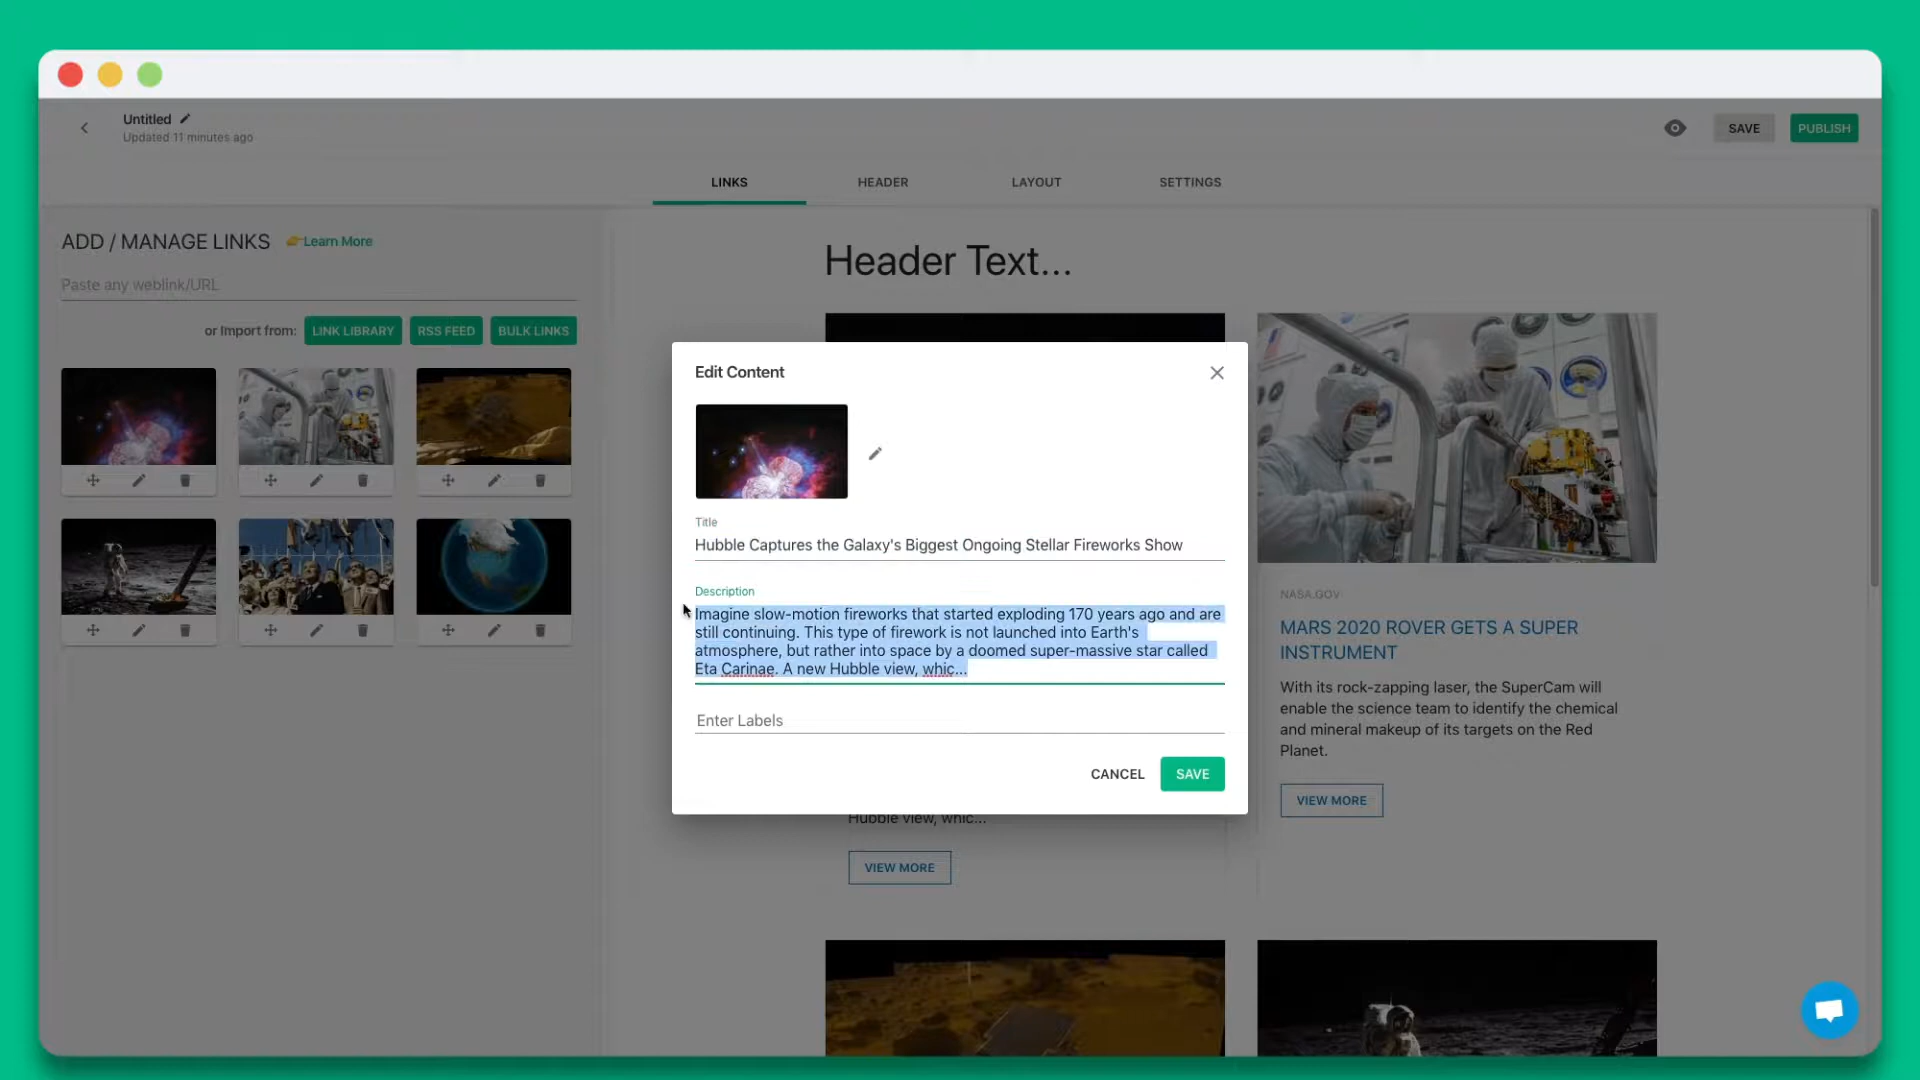 Untitled
Updated 11 minutes ago
SAVE
PUBLISH
LINKS
HEADER
LAYOUT
SETTINGS
ADD / MANAGE LINKS
Learn More
Paste any weblink/URL
or Import from:
LINK LIBRARY
RSS FEED
BULK LINKS
Header Text...
Edit Content
Title
Hubble Captures the Galaxy's Biggest Ongoing Stellar Fireworks Show
Description
Imagine slow-motion fireworks that started exploding 170 years ago and are
still continuing. This type of firework is not launched into Earth's
atmosphere, but rather into space by a doomed super-massive star called
Eta Carinae. A new Hubble view, whic...
Enter Labels
CANCEL
SAVE
Hubble view, whic...
VIEW MORE
NASA.GOV
MARS 2020 ROVER GETS A SUPER
INSTRUMENT
With its rock-zapping laser, the SuperCam will
enable the science team to identify the chemical
and mineral makeup of its targets on the Red
Planet.
VIEW MORE